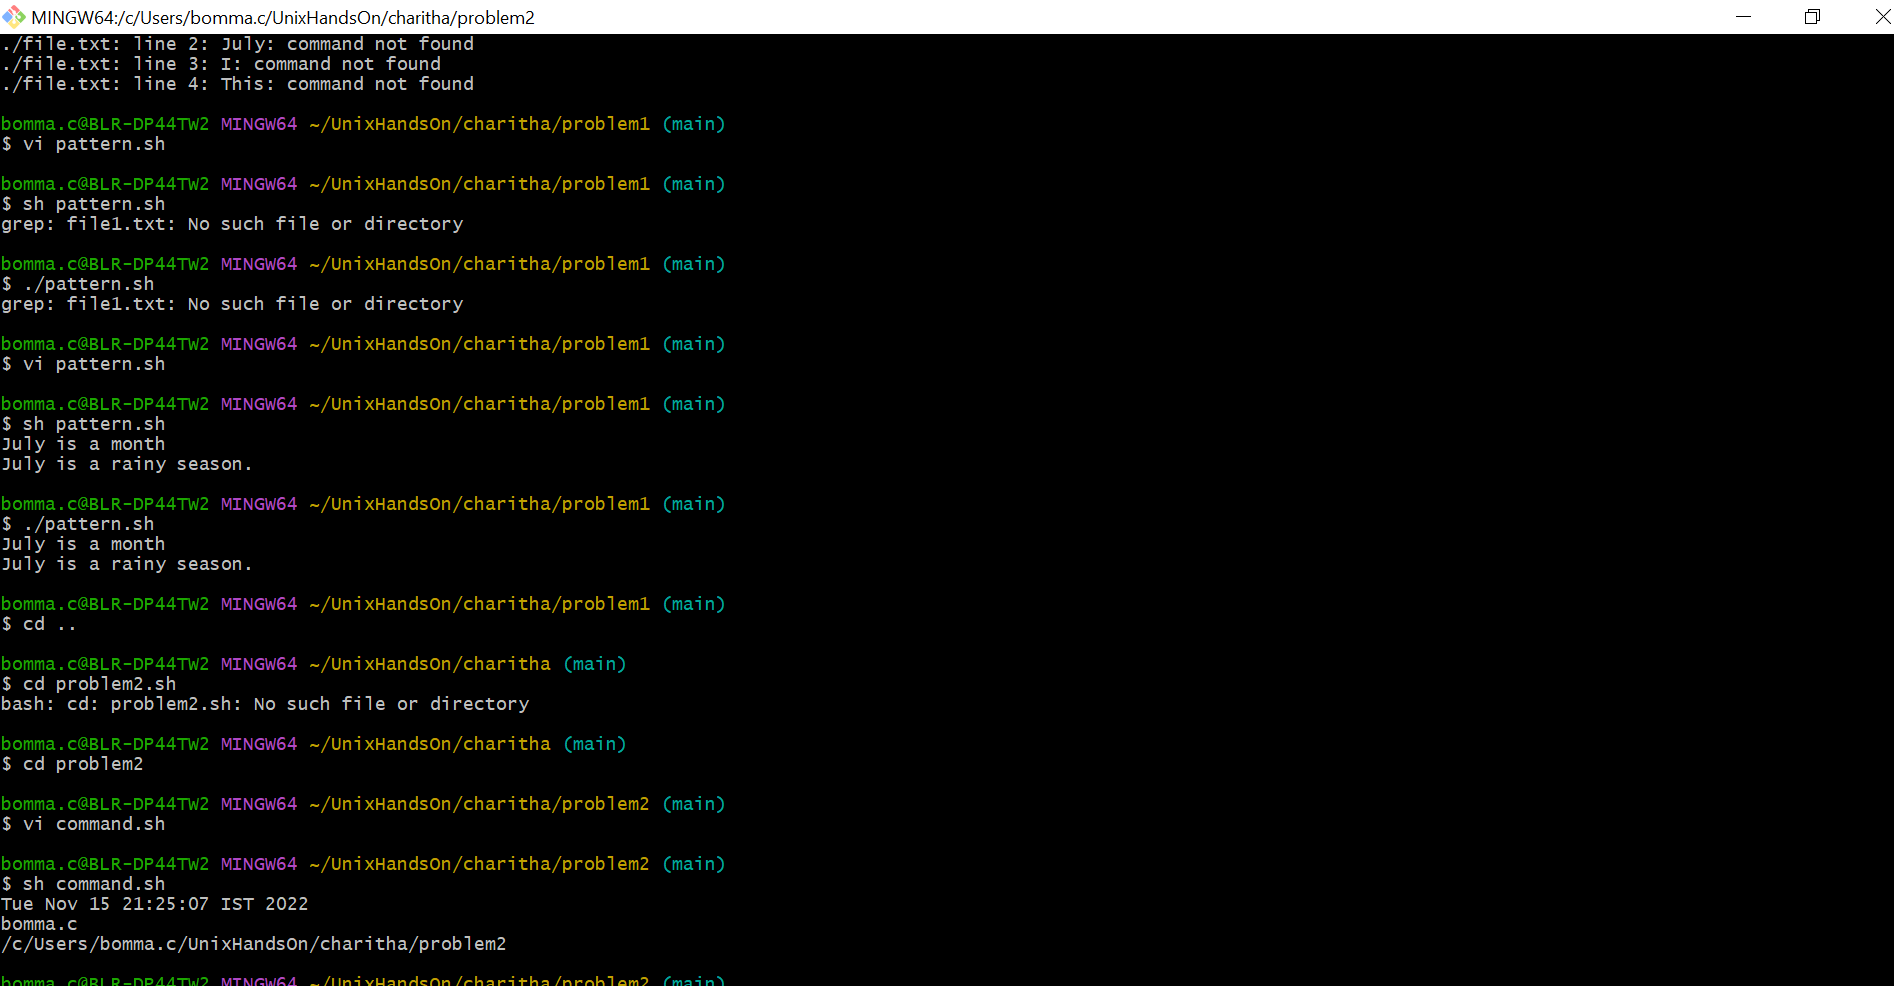 MINGW64:/c/Users/bomma.c/UnixHandsOn/charitha/problem2
./file.txt: line 2: July: command not found
./file.txt: line 3: I: command not found
./file.txt: line 4: This: command not found
bomma.c@BLR-DP44TW2 MINGW64 ~/UnixHandsOn/charitha/problem1 (main)
$ vi pattern.sh
bomma.c@BLR-DP44TW2 MINGW64 ~/UnixHandsOn/charitha/problem1 (main)
$ sh pattern.sh
grep: file1.txt: No such file or directory
bomma.c@BLR-DP44TW2 MINGW64 ~/UnixHandsOn/charitha/problem1 (main)
$ ./pattern.sh
grep: file1.txt: No such file or directory
bomma.c@BLR-DP44TW2 MINGW64 ~/UnixHandsOn/charitha/problem1 (main)
$ vi pattern.sh
bomma.c@BLR-DP44TW2 MINGW64 ~/UnixHandsOn/charitha/problem1 (main)
$ sh pattern.sh
July is a month
July is a rainy season.
bomma.c@BLR-DP44TW2 MINGW64 ~/UnixHandsOn/charitha/problem1 (main)
$ ./pattern.sh
July is a month
July is a rainy season.
bomma.c@BLR-DP44TW2 MINGW64 ~/UnixHandsOn/charitha/problem1 (main)
$ cd ..
bomma.c@BLR-DP44TW2 MINGW64 ~/UnixHandsOn/charitha (main)
$ cd problem2.sh
bash: cd: problem2.sh: No such file or directory
bomma.c@BLR-DP44TW2 MINGW64 ~/UnixHandsOn/charitha (main)
$ cd problem2
bomma.c@BLR-DP44TW2 MINGW64 ~/UnixHandsOn/charitha/problem2 (main)
$ vi command.sh
bomma.c@BLR-DP44TW2 MINGW64 ~/UnixHandsOn/charitha/problem2 (main)
$ sh command.sh
Tue Nov 15 21:25:07 IST 2022
bomma.c
/c/Users/bomma.c/UnixHandsOn/charitha/problem2
bomma.c@BLR-DP44TW2 MINGW64 ~/UnixHandsOn/charitha/problem2 (main)